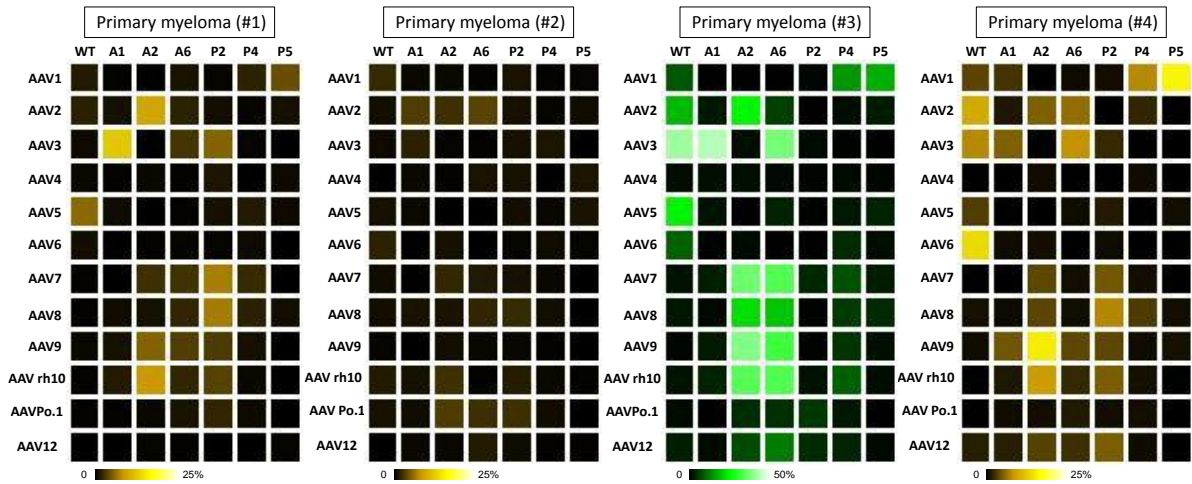 Primary myeloma (#1)
WT A1 A2 A6 P2 P4 P5
AAV1
AAV2
AAV3
AAV4
AAV5
AAV6
AAV7
AAV8
AAV9
AAV rh10
AAVPo.1
AAV12
0 25%
Primary myeloma (#2)
WT A1 A2 A6 P2 P4 P5
AAV1
AAV2
AAV3
AAV4
AAV5
AAV6
AAV7
AAV8
AAV9
AAV rh10
AAV Po.1
AAV12
0 25%
Primary myeloma (#3)
WT A1 A2 A6 P2 P4 P5
AAV1
AAV2
AAV3
AAV4
AAV5
AAV6
AAV7
AAV8
AAV9
AAV rh10
AAVPo.1
AAV12
0 50%
Primary myeloma (#4)
WT A1 A2 A6 P2 P4 P5
AAV1
AAV2
AAV3
AAV4
AAV5
AAV6
AAV7
AAV8
AAV9
AAV rh10
AAV Po.1
AAV12
0 25%